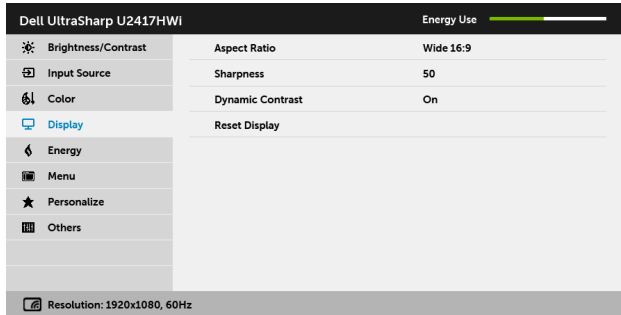 Dell UltraSharp U2417HWi Energy Use
Brightness/Contrast Aspect Ratio Wide 16:9
Input Source Sharpness 50
Color Dynamic Contrast On
Display Reset Display
Energy
Menu
Personalize
Others
Resolution: 1920x1080, 60Hz